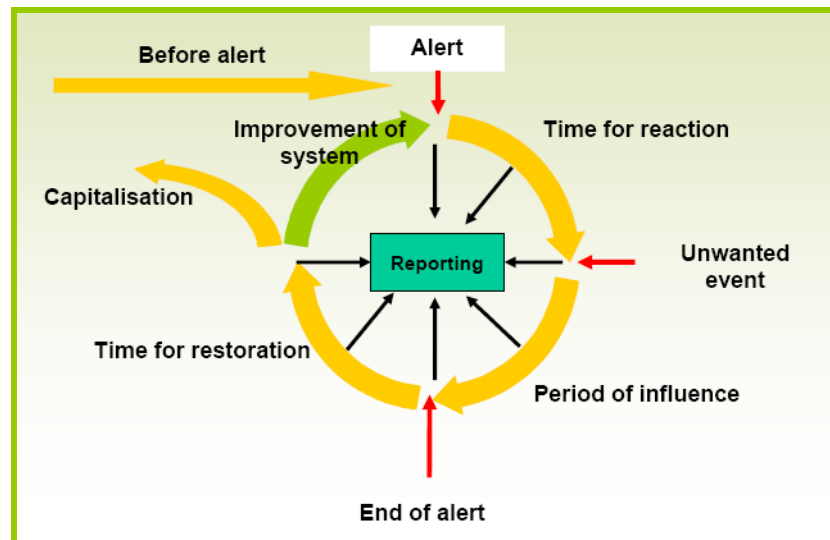 Alert
Before alert
Improvement of
system
Time for reaction
Capitalisation
Reporting
Unwanted
event
Time for restoration
Period of influence
End of alert